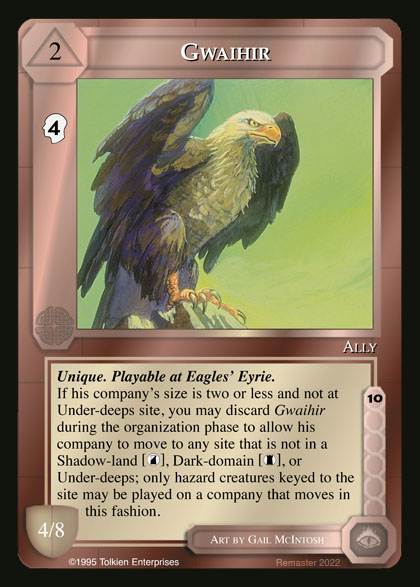 2
GWAIHIR
4
ALLY
Unique. Playable at Eagles' Eyrie.
If his company's size is two or less and not at
Under-deeps site, you may discard Gwaihir
during the organization phase to allow his
company to move to any site that is not in a
Shadow-land [ ], Dark-domain [ ], or
Under-deeps; only hazard creatures keyed to the
site may be played on a company that moves in
this fashion.
10
4/8
ART BY GAIL MCINTOSH
©1995 Tolkien Enterprises
Remaster 2022